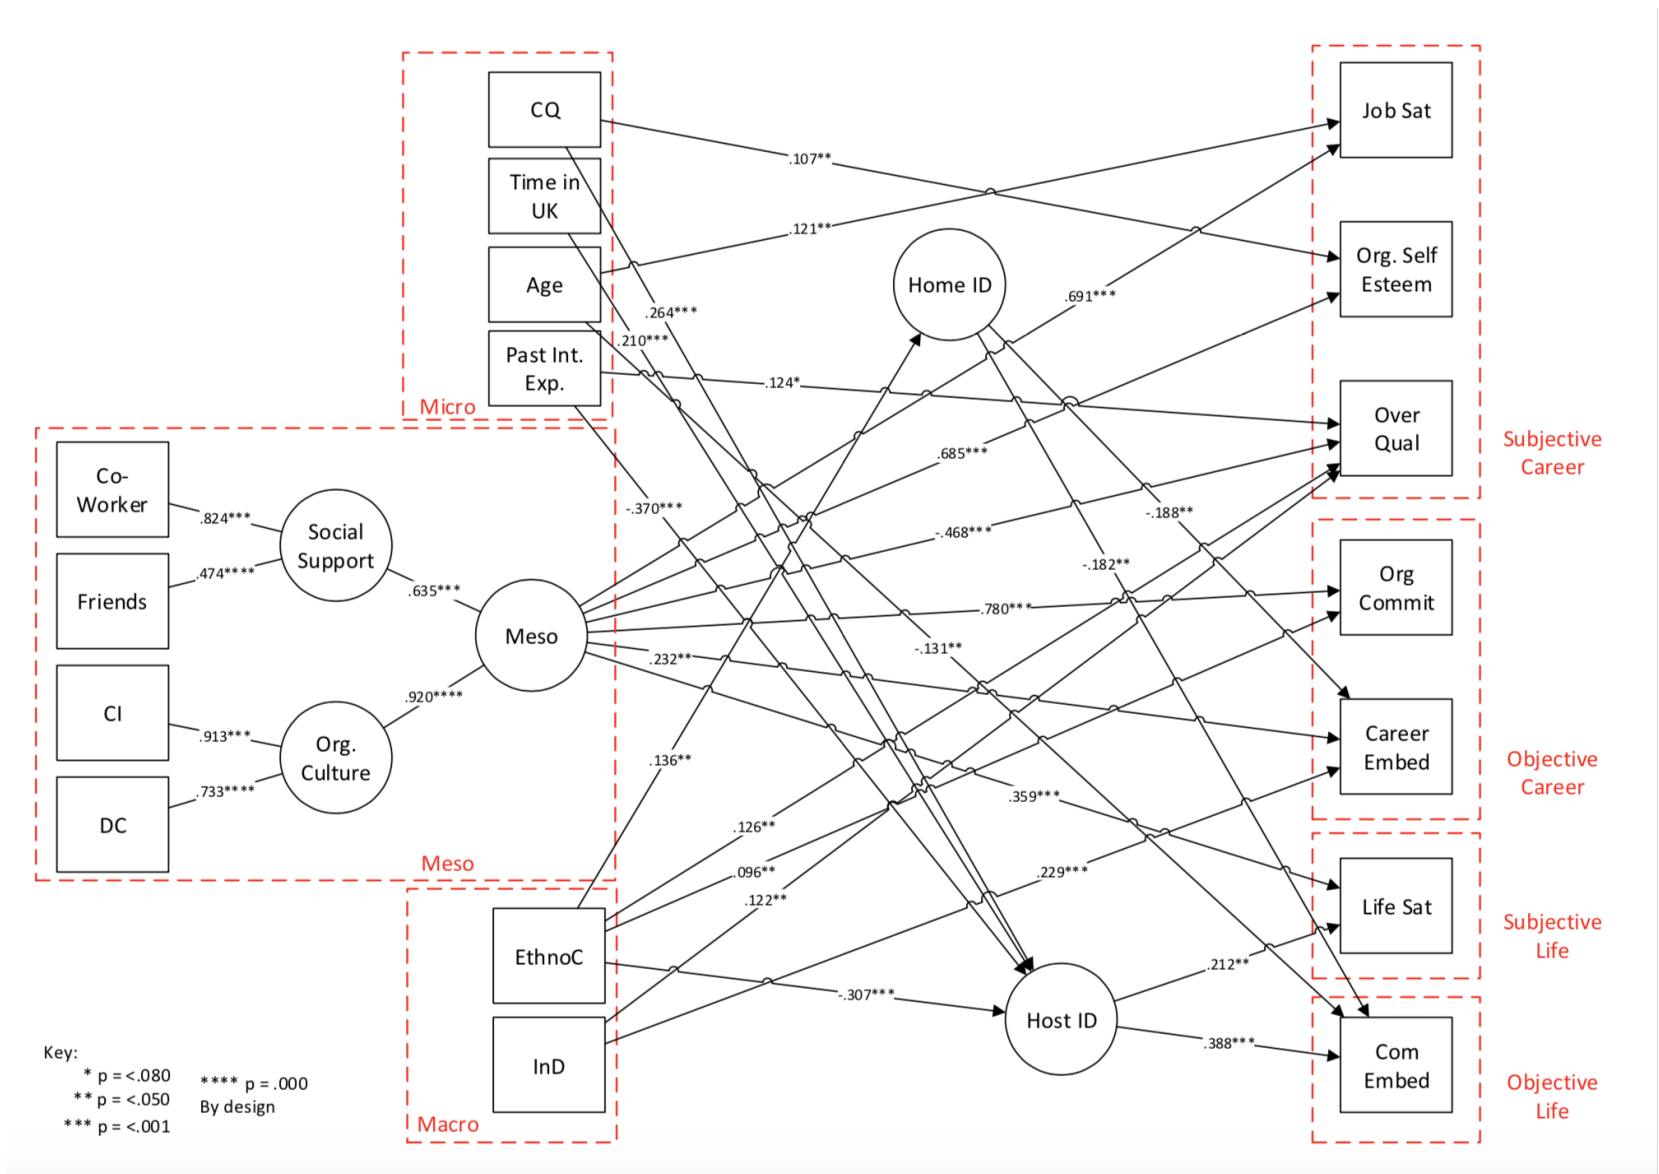 CQ
Time in
UK
Age
Past Int.
Exp.
Micro
Co-
Worker
Friends
CI
DC
Social
Support
Org.
Culture
Meso
Meso
EthnoC
InD
Macro
Home ID
Host ID
Job Sat
Org. Self
Esteem
Over
Qual
Subjective
Career
Org
Commit
Career
Embed
Objective
Career
Life Sat
Subjective
Life
Com
Embed
Objective
Life
.107**
.121**
.264***
.210***
.691***
.124*
.685***
-.370***
-.468***
-.188**
-.182**
.824***
.474****
.635***
.780***
.232**
-.131**
.920****
.913***
.733****
.136**
.359***
.126**
.096**
.122**
.229***
-.307***
.212**
.388***
Key:
* p =<.080
** p =<.050
*** p =<.001
**** p =.000
By design